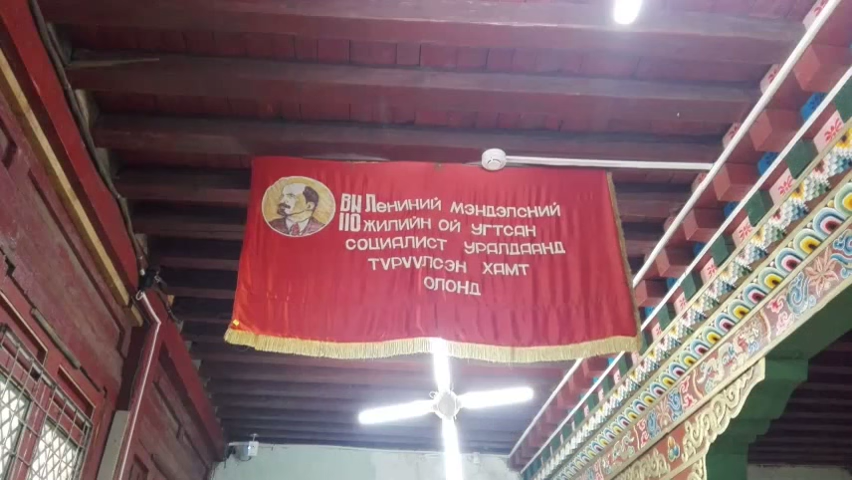 ВИ Лениний мэндэлсний
110 жилийн ой угтсан
социалист уралдаанд
түрүүлсэн хамт
олонд